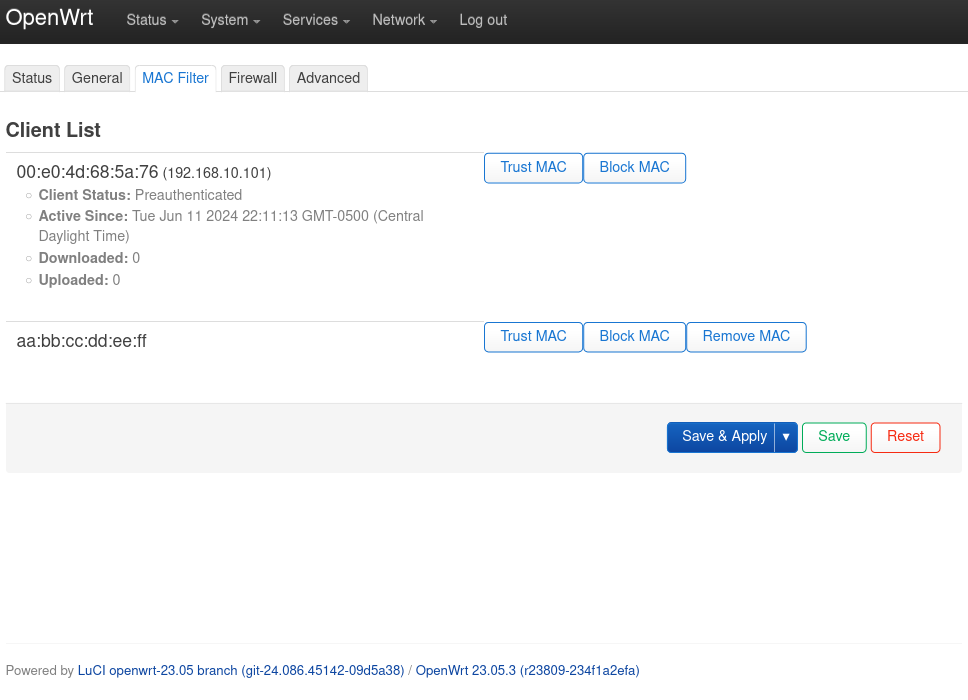 OpenWrt Status System Services Network Log out
Status General MAC Filter Firewall Advanced
Client List
00:e0:4d:68:5a:76 (192.168.10.101) Trust MAC Block MAC
Client Status: Preauthenticated
Active Since: Tue Jun 11 2024 22:11:13 GMT-0500 (Central
Daylight Time)
Downloaded: 0
Uploaded: 0
aa:bb:cc:dd:ee:ff Trust MAC Block MAC Remove MAC
Save & Apply ▼ Save Reset
Powered by LuCI openwrt-23.05 branch (git-24.086.45142-09d5a38) / OpenWrt 23.05.3 (r23809-234f1a2efa)